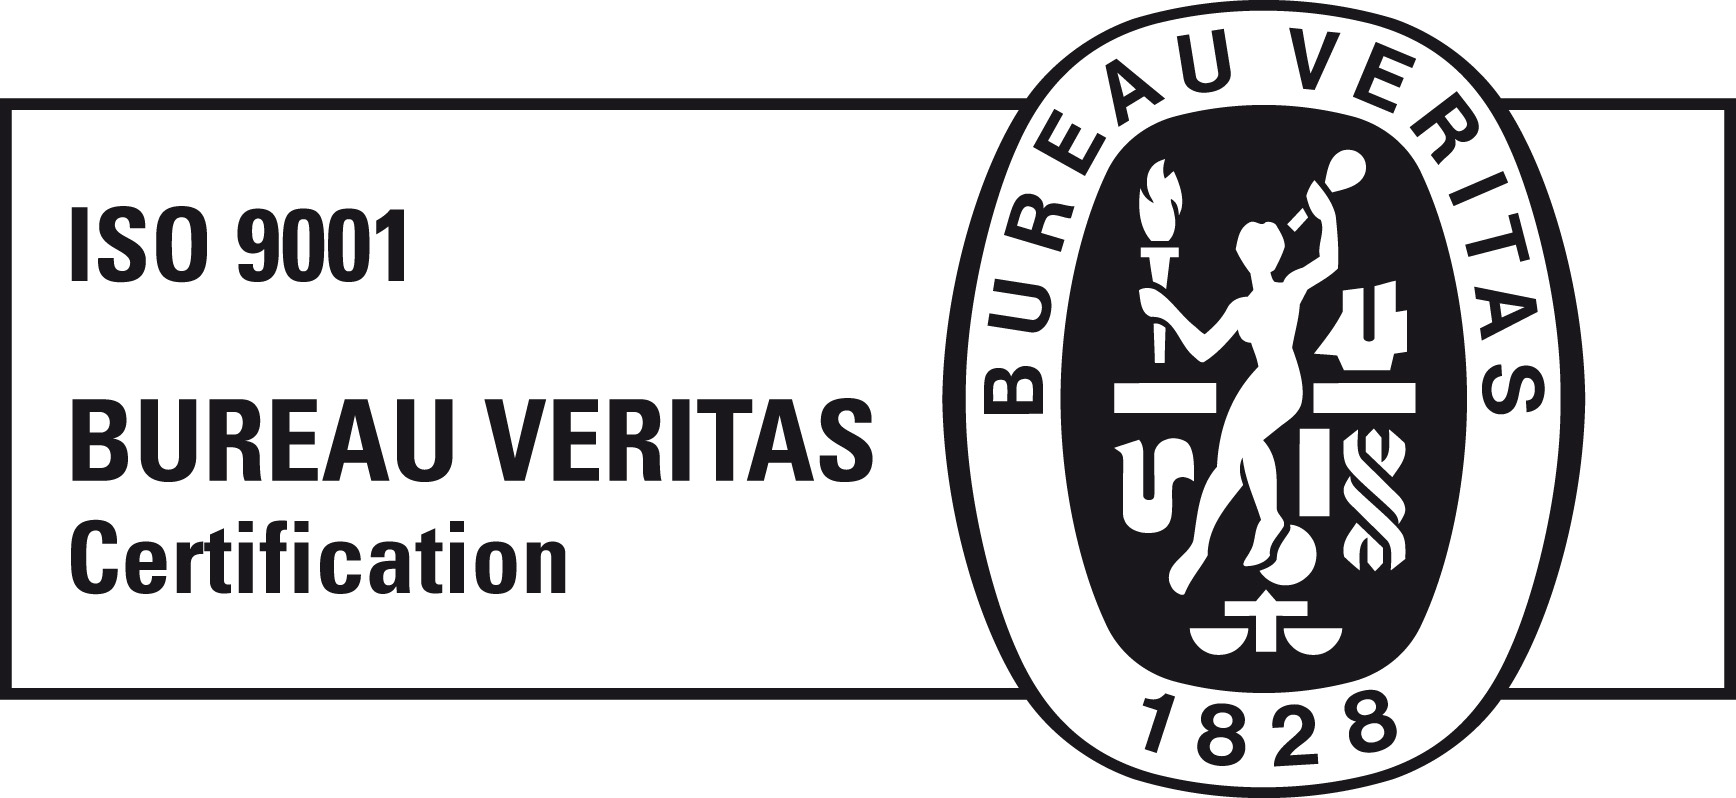 ISO 9001
BUREAU VERITAS
Certification
BUREAU VERITAS
1828